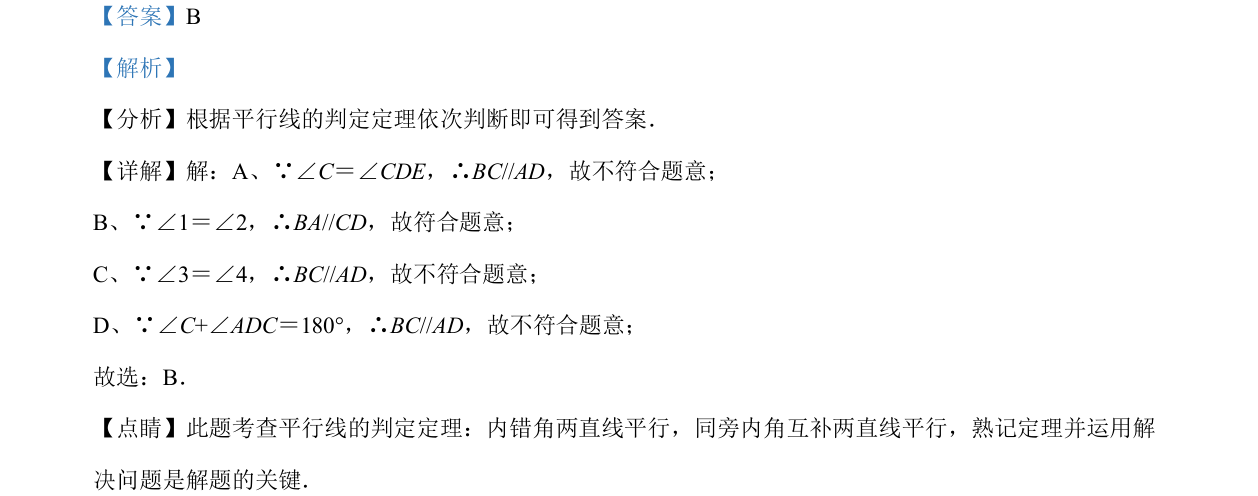 【答案】B
【解析】
【分析】根据平行线的判定定理依次判断即可得到答案．
【详解】解：A、∵∠C＝∠CDE，∴BC//AD，故不符合题意；
B、∵∠1＝∠2，∴BA//CD，故符合题意；
C、∵∠3＝∠4，∴BC//AD，故不符合题意；
D、∵∠C+∠ADC＝180°，∴BC//AD，故不符合题意；
故选：B．
【点睛】此题考查平行线的判定定理：内错角两直线平行，同旁内角互补两直线平行，熟记定理并运用解
决问题是解题的关键．